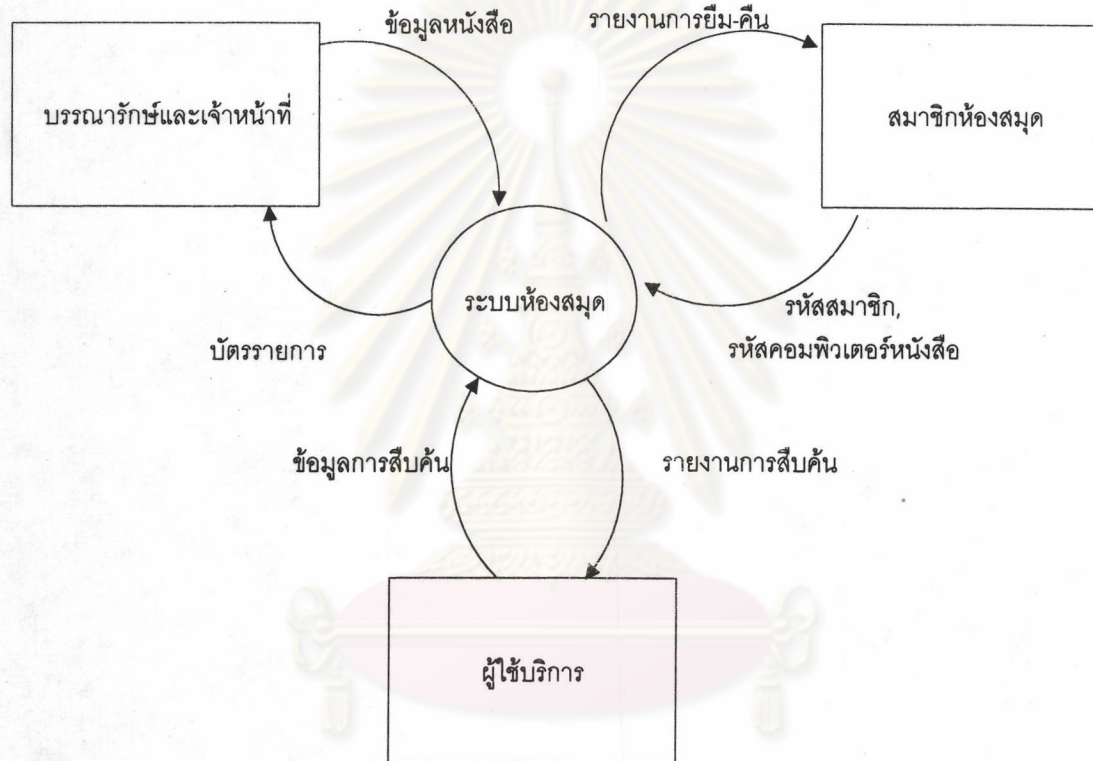 ข้อมูลหนังสือ
รายงานการยืม-คืน
บรรณารักษ์และเจ้าหน้าที่
สมาชิกห้องสมุด
ระบบห้องสมุด
รหัสสมาชิก,
รหัสคอมพิวเตอร์หนังสือ
บัตรรายการ
ข้อมูลการสืบค้น
รายงานการสืบค้น
ผู้ใช้บริการ